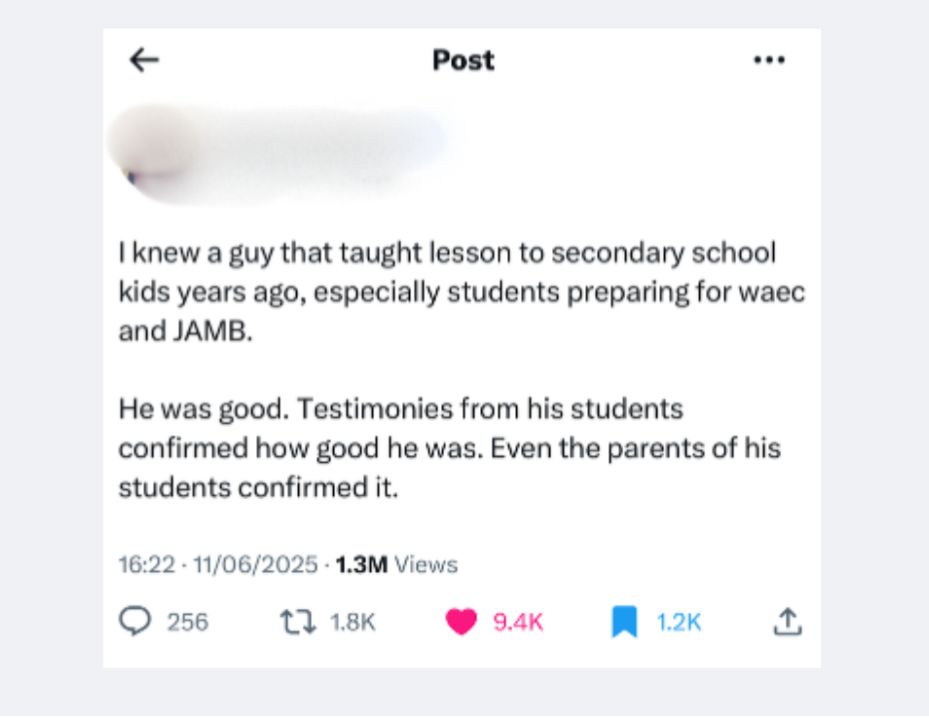 Post
I knew a guy that taught lesson to secondary school
kids years ago, especially students preparing for waec
and JAMB.
He was good. Testimonies from his students
confirmed how good he was. Even the parents of his
students confirmed it.
16:22 · 11/06/2025 · 1.3M Views
256 1.8K 9.4K 1.2K